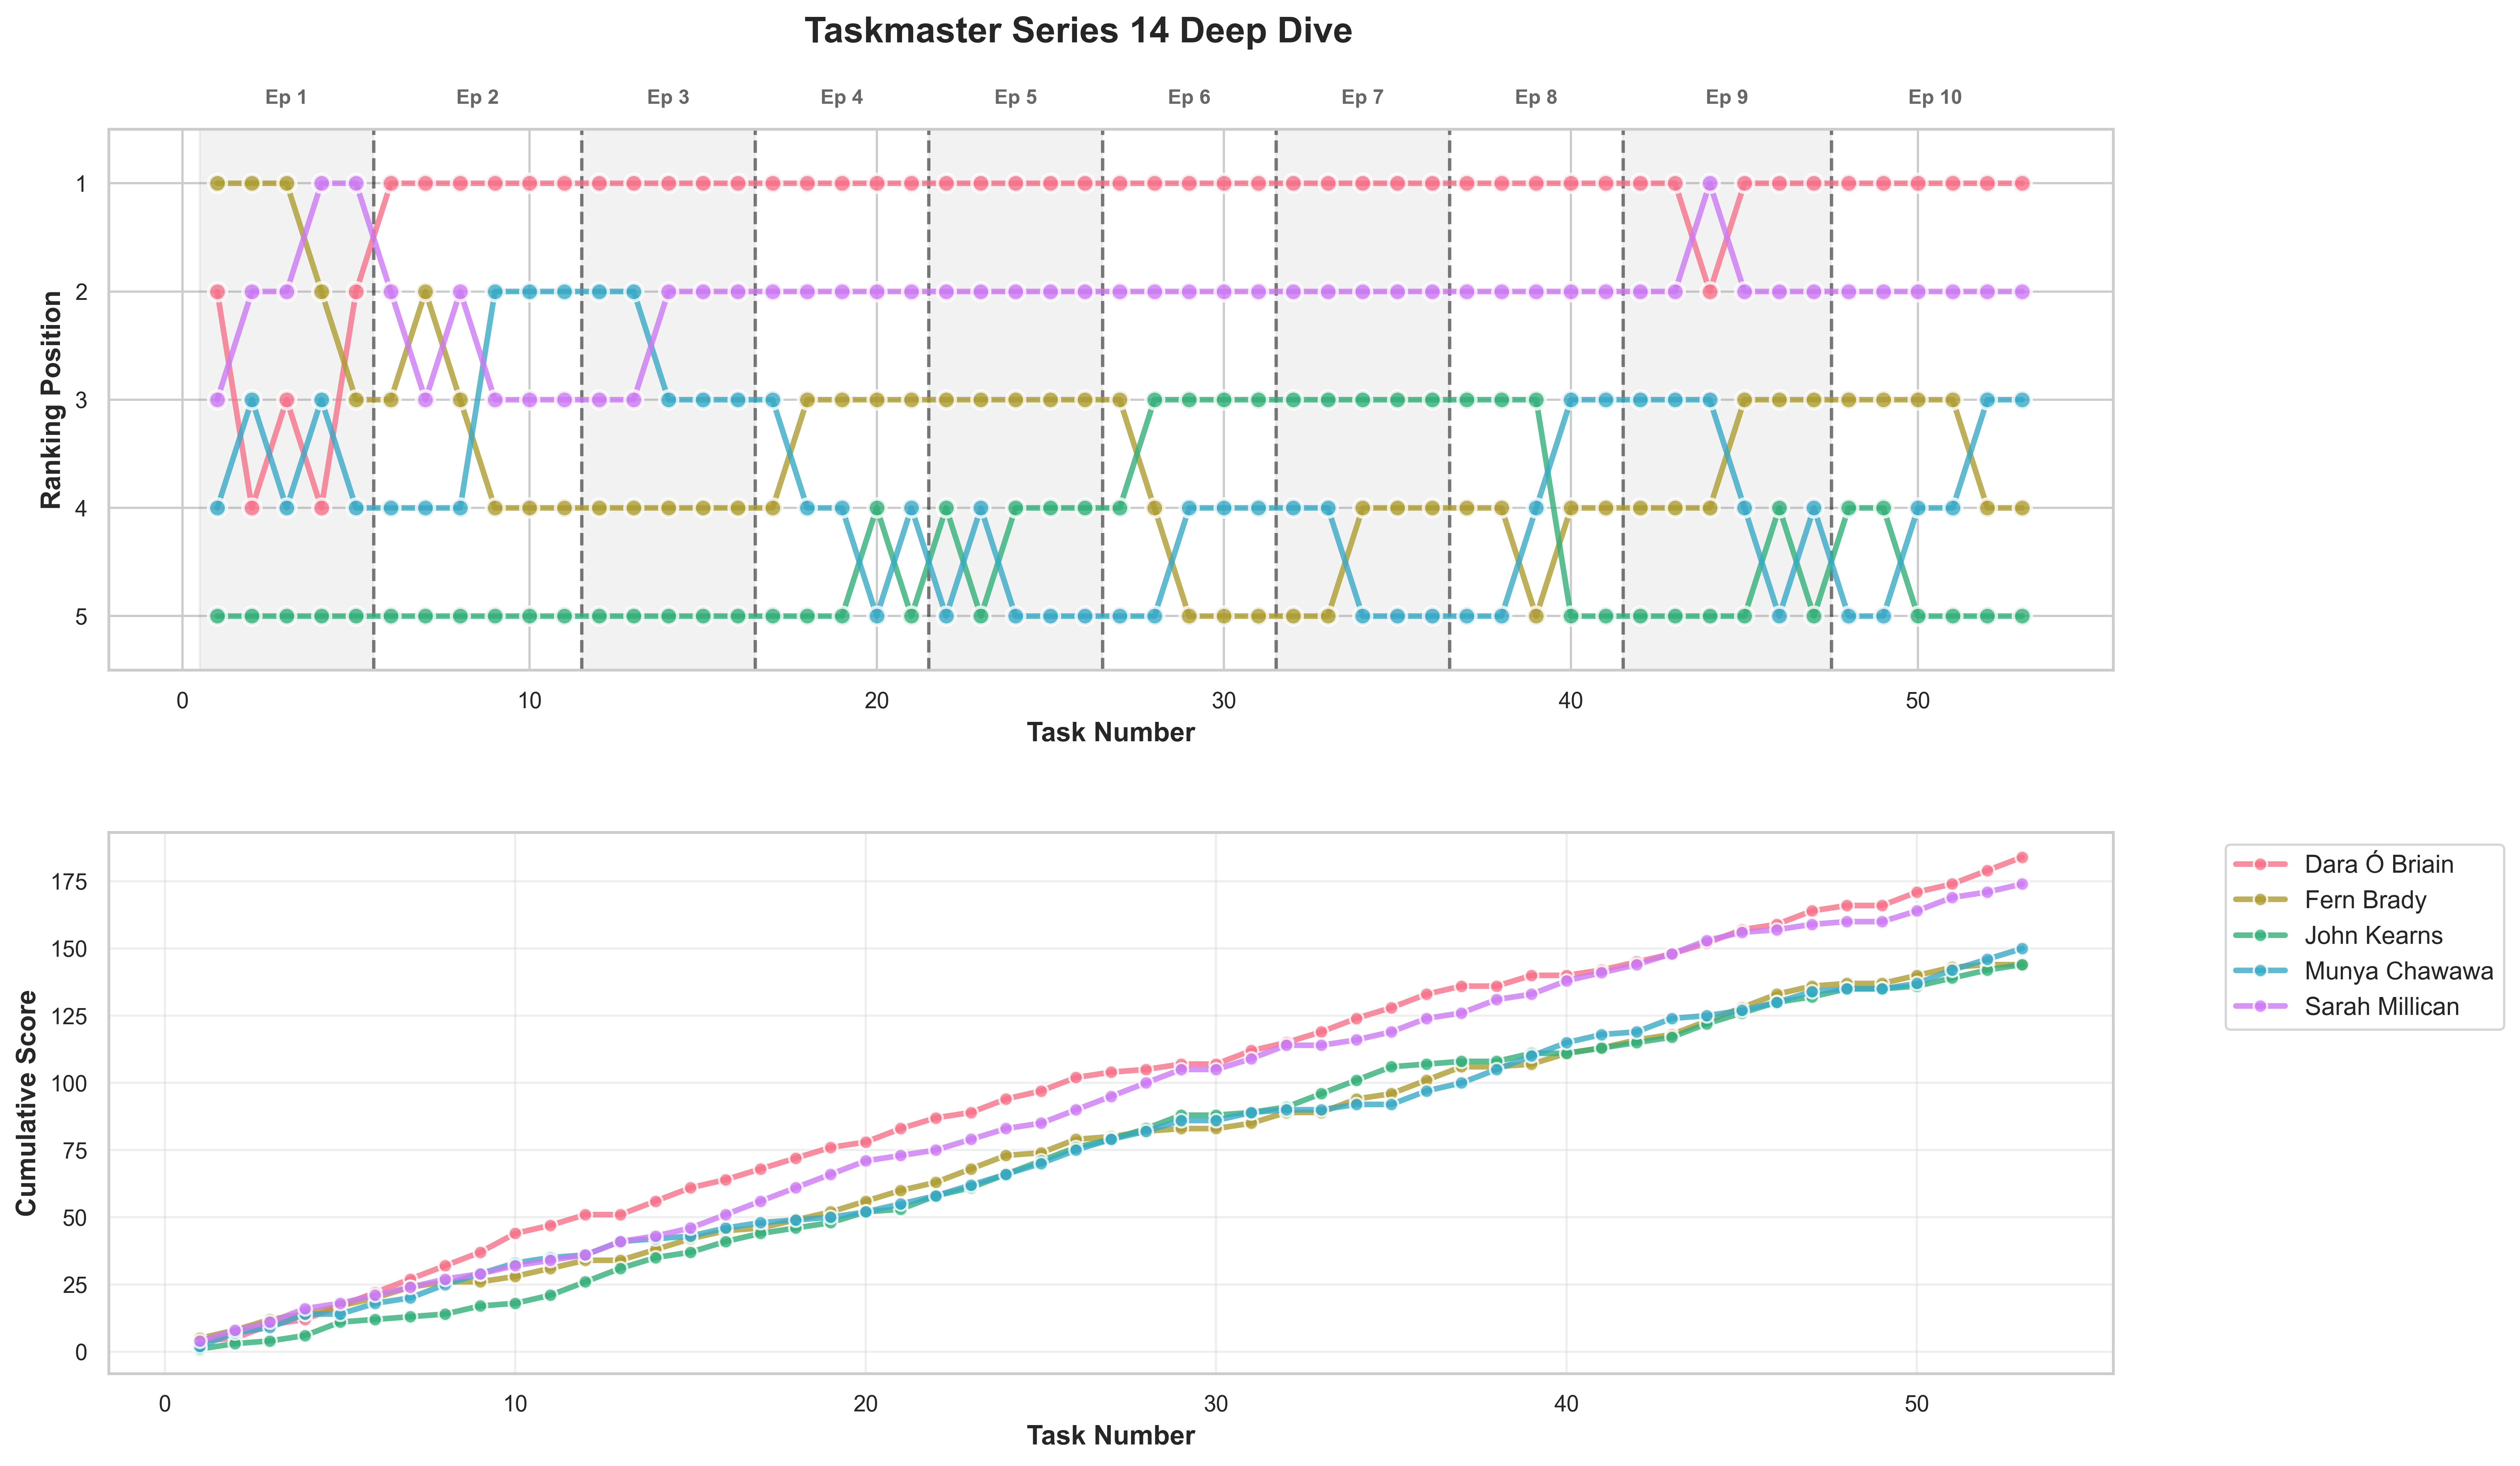 Taskmaster Series 14 Deep Dive
Ep 1 Ep 2 Ep 3 Ep 4 Ep 5 Ep 6 Ep 7 Ep 8 Ep 9 Ep 10
Ranking Position
1
2
3
4
5
0 10 20 30 40 50
Task Number
Cumulative Score
175
150
125
100
75
50
25
0
0 10 20 30 40 50
Task Number
Dara Ó Briain
Fern Brady
John Kearns
Munya Chawawa
Sarah Millican